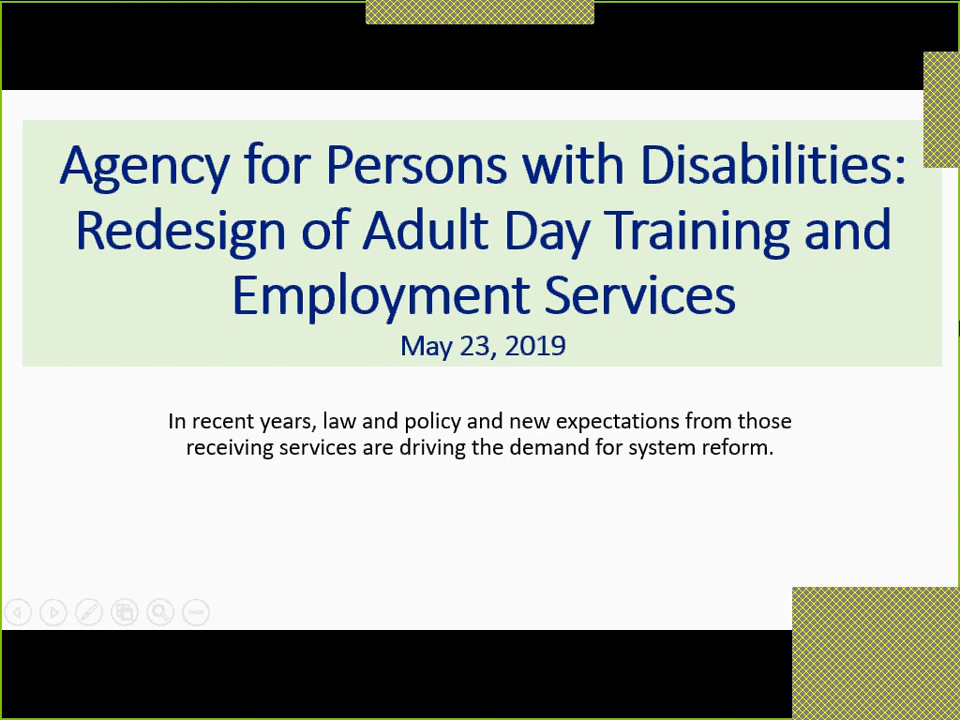 Agency for Persons with Disabilities:
Redesign of Adult Day Training and
Employment Services
May 23, 2019
In recent years, law and policy and new expectations from those
receiving services are driving the demand for system reform.